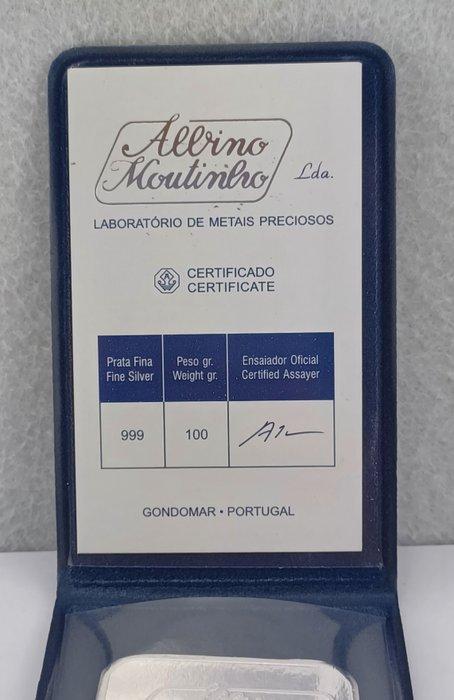 Albino
Moutinho Lda.
LABORATÓRIO DE METAIS PRECIOSOS
CERTIFICADO
CERTIFICATE
Prata Fina
Fine Silver
Peso gr.
Weight gr.
Ensaiador Oficial
Certified Assayer
999
100
GONDOMAR • PORTUGAL